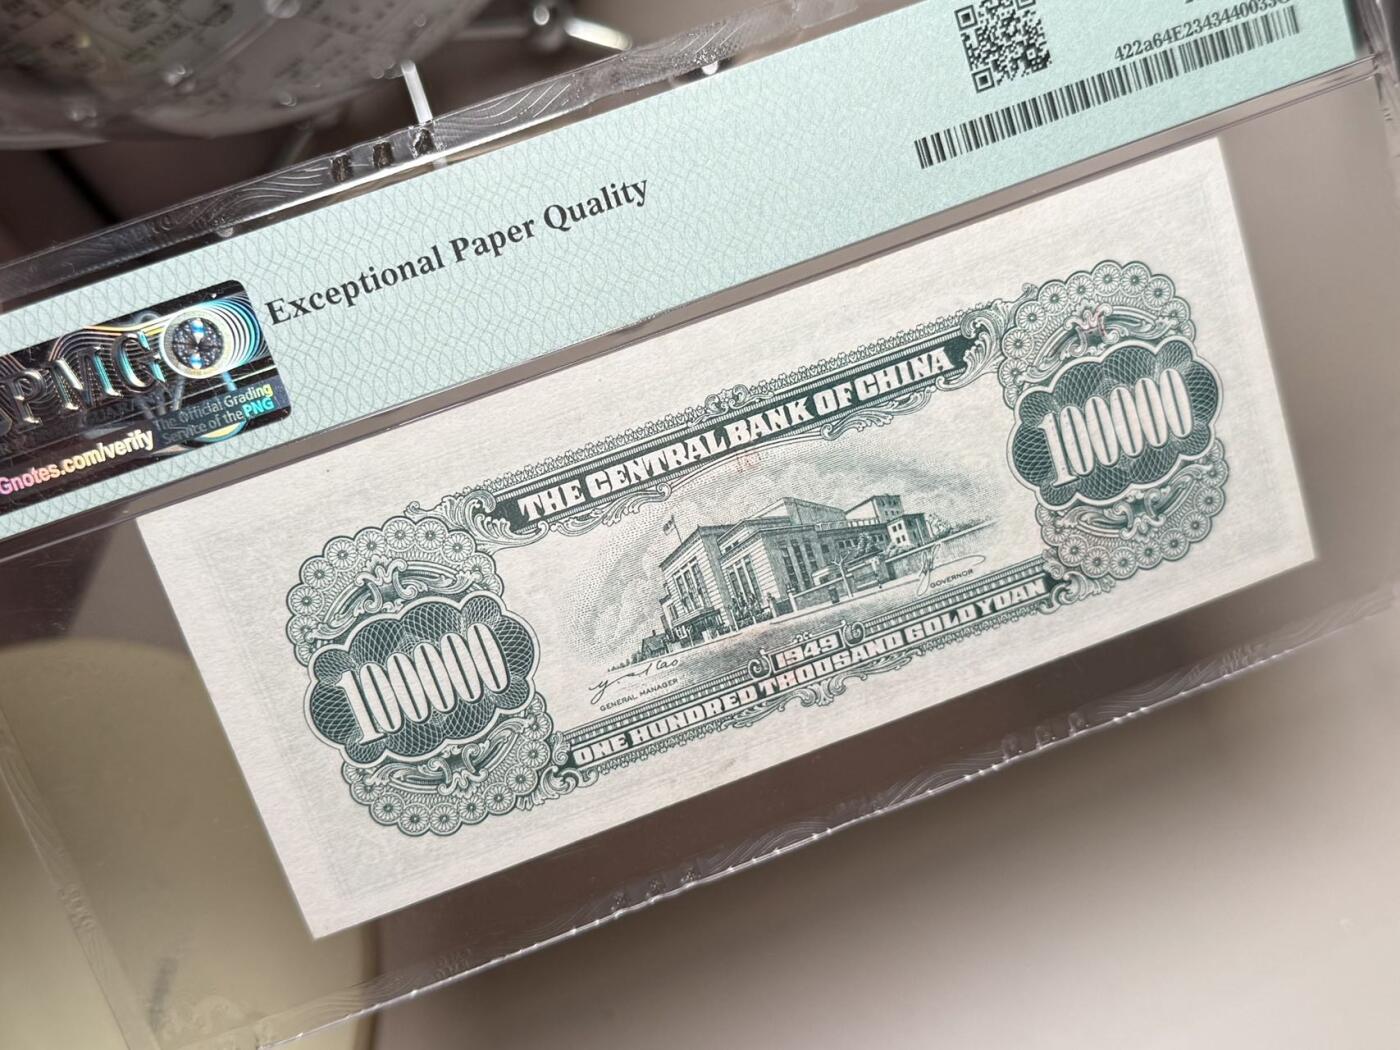 422a64E2343440033
Exceptional Paper Quality
PMG
The Official Grading
Service of the PNG
Gnotes.com/verify
THE CENTRAL BANK OF CHINA
100000
100000
GOVERNOR
GENERAL MANAGER
1949
ONE HUNDRED THOUSAND GOLD YUAN